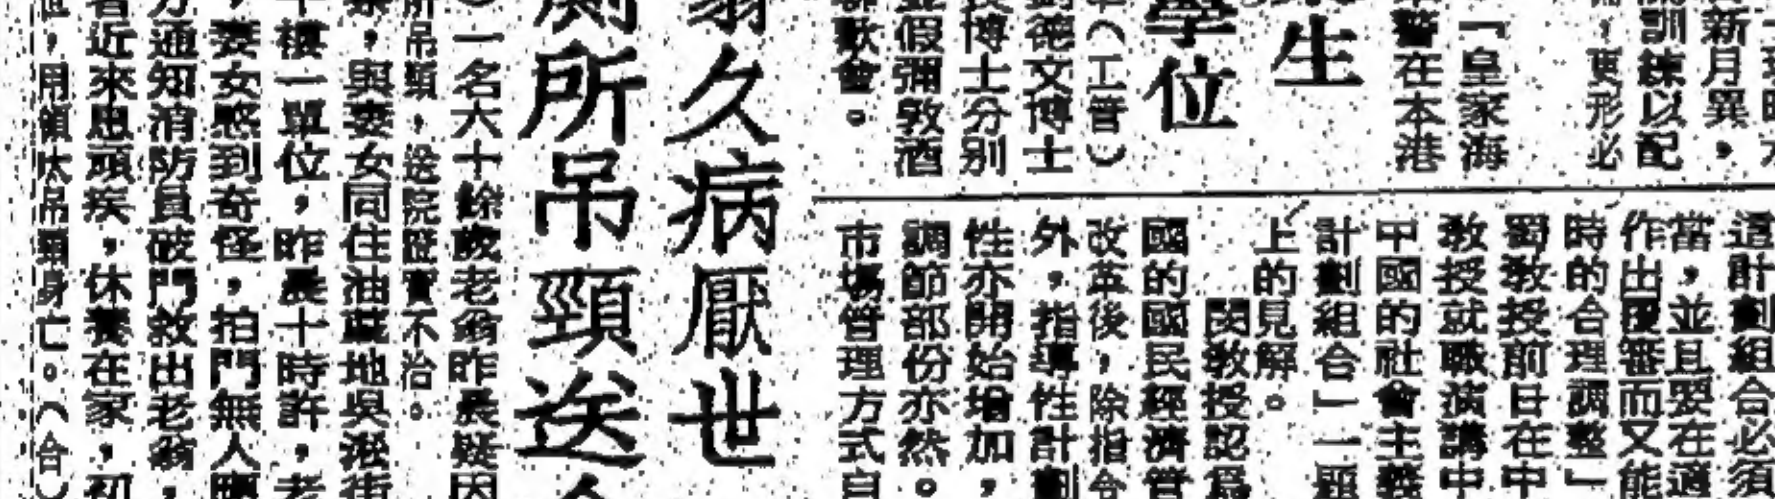 新月異，
訓練以配
，更形必
「皇家海
警在本港
生
學位
（工管）
德文博士
博士分別
假彌敦酒
歡會。
這計劃組合必須
當，並且要在適
作出覆審而又能
時的合理調整」
教授前日在中
教授就職演講中
中國的社會主義
計劃組合」一題
上的見解。
閔教授認爲
國的國民經濟管
改革後，除指令
外，指導性計劃
性亦開始增加，
調節部份亦然。
市場管理方式自
翁久病厭世
廁所吊頸送
）一名六十餘歲老翁昨晨疑因
所吊頸，送院證實不治。
，與妻女同住油蔴地吳淞街
樓一單位，昨晨十時許，老
，妻女感到奇怪，拍門無人應
方通知消防員破門救出老翁，
者近來患頑疾，休養在家，初
，用領呔吊頸身亡。（合）